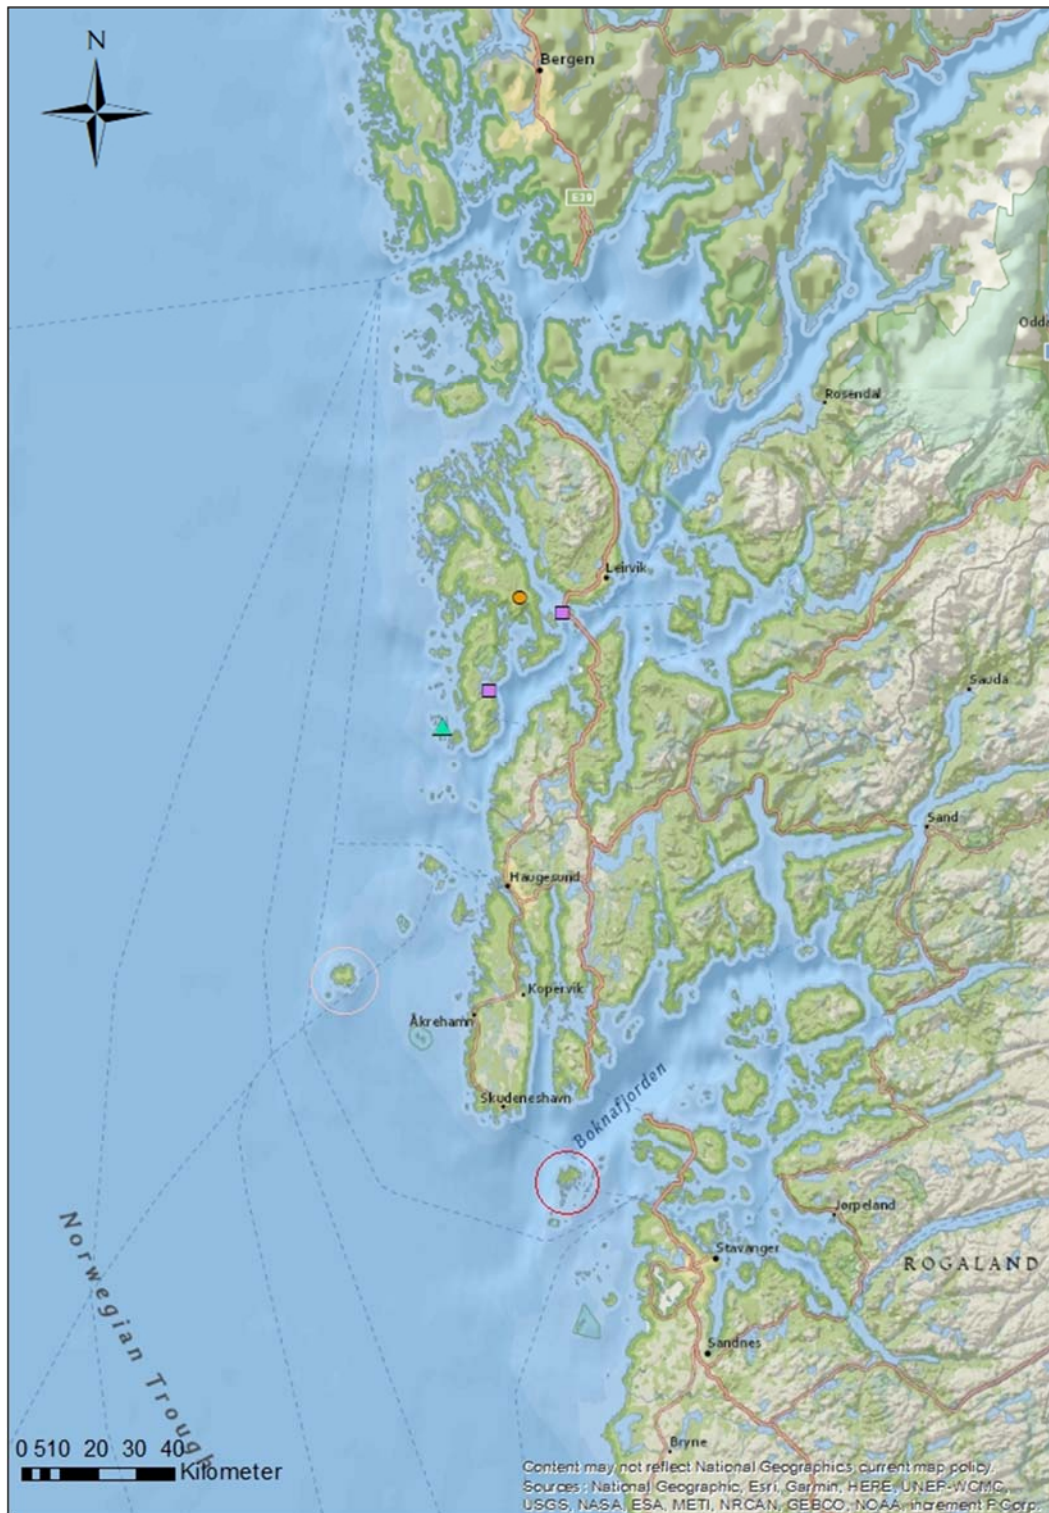 N
Bergen
E39
Odda
Rosendal
Leirvik
Sauda
Sand
Haugesund
Kopervik
Åkrehamn
Skudeneshavn
Boknafjorden
Jørpeland
Stavanger
ROGALAND
Sandnes
Norwegian Trough
Bryne
0 5 10 20 30 40
Kilometer
Content may not reflect National Geographics current map policy.
Sources: National Geographic, Esri, Garmin, HERE, UNEP-WCMC,
USGS, NASA, ESA, METI, NRCAN, GEBCO, NOAA, increment P Corp.